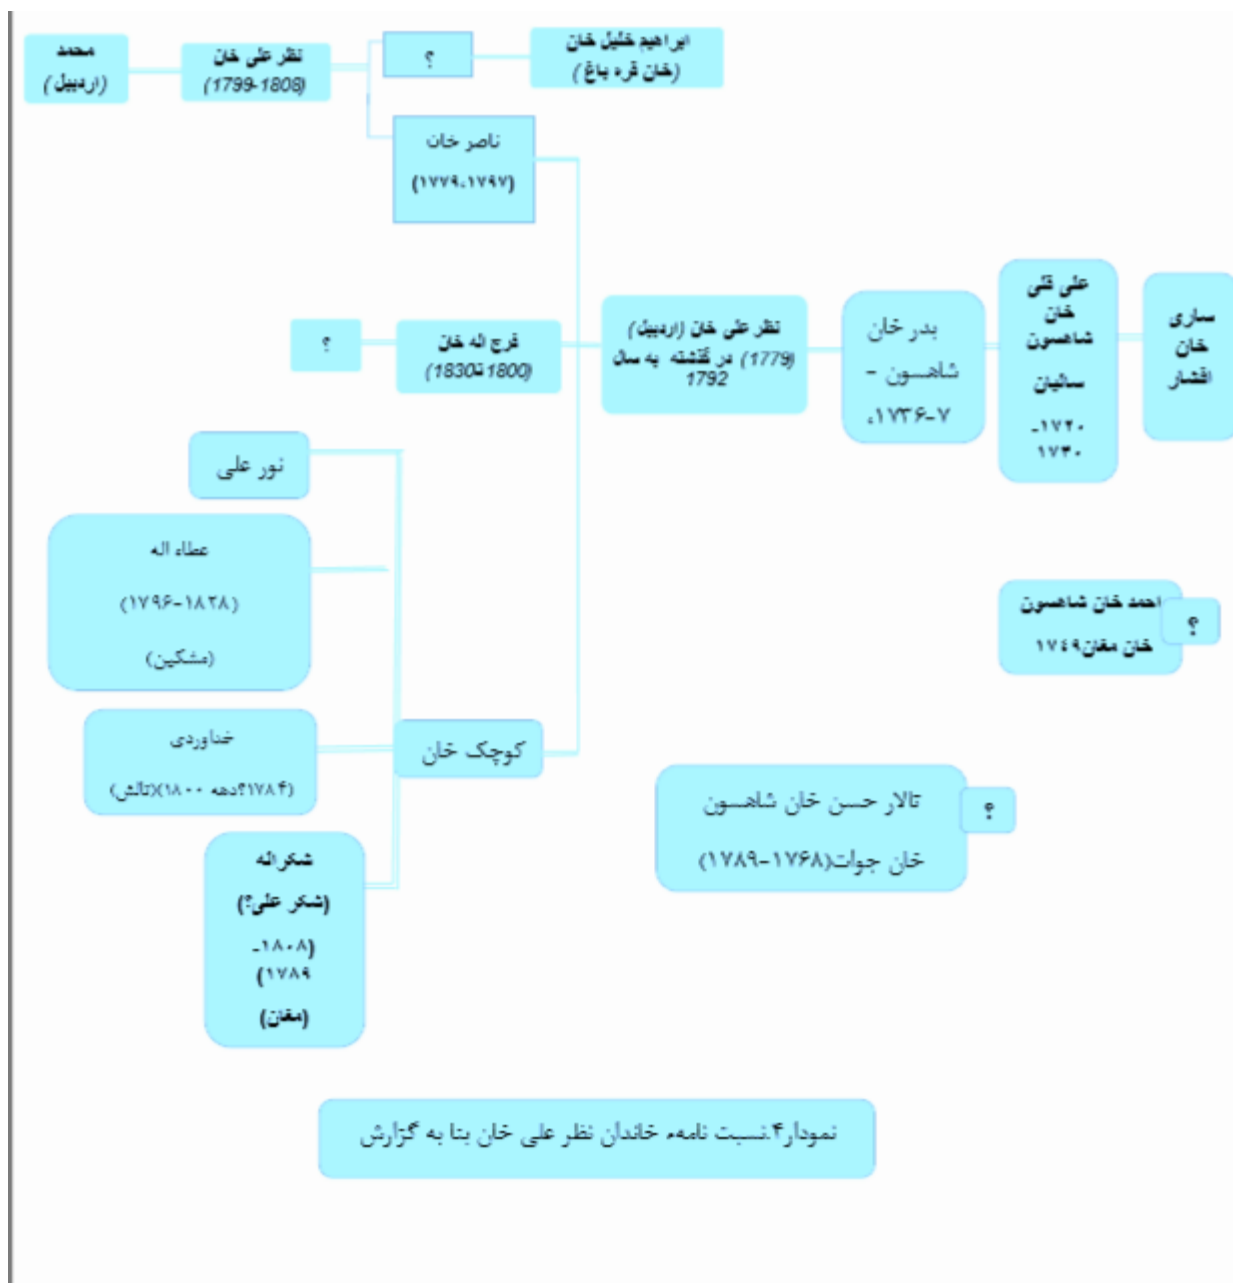 ابراهیم خلیل خان
(خان قره باغ)
؟
نظر علی خان
(1799-1808)
محمد
(اردبیل)
ناصر خان
(۱۷۷۹،۱۷۹۷)
ساری
خان
افشار
علی قلی
خان
شاهسون
سالیان
۱۷۲۰-
۱۷۳۰
بدر خان
شاهسون -
۱۷۳۶-۷،
نظر علی خان (اردبیل)
(1779) در گذشته به سال
1792
فرج اله خان
(1800تا1830)
؟
نور علی
عطاء اله
(۱۷۹۶-۱۸۲۸)
(مشکین)
خداوردی
(۱۷۸۴؟دهه ۱۸۰۰)(تالش)
کوچک خان
شکراله
(شکر علی؟)
(۱۸۰۸-
۱۷۸۹)
(مغان)
احمد خان شاهسون
خان مغان۱۷۴۹
؟
تالار حسن خان شاهسون
خان جوات(۱۷۶۸-۱۷۸۹)
؟
نمودار۴.نسبت نامهء خاندان نظر علی خان بنا به گزارش